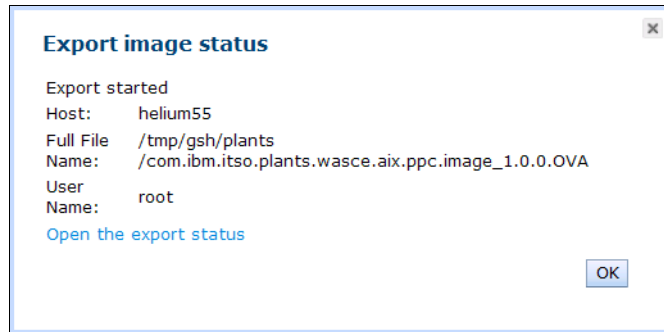 Export image status
Export started
Host: helium55
Full File /tmp/gsh/plants
Name: /com.ibm.itso.plants.wasce.aix.ppc.image_1.0.0.OVA
User
Name: root
Open the export status
OK